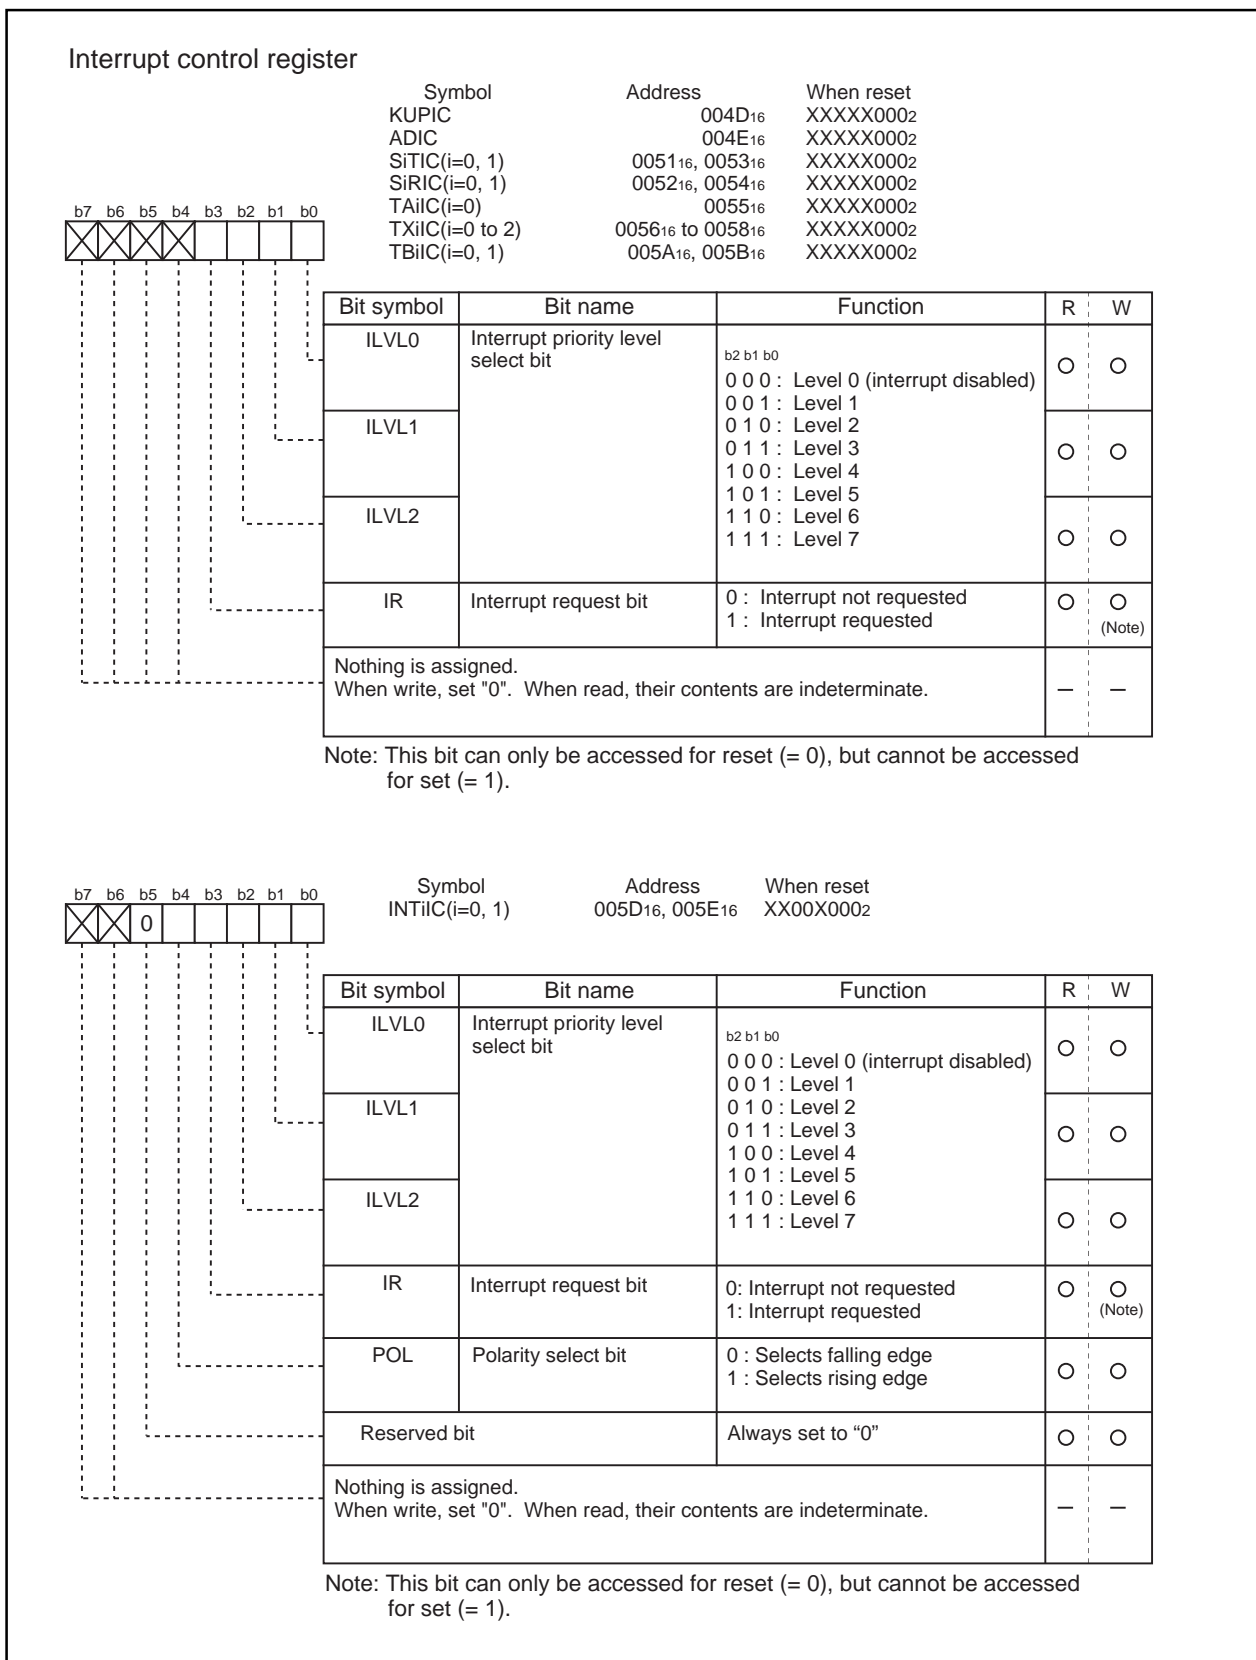 Interrupt control register
Symbol Address When reset
KUPIC 004D16 XXXXX0002
ADIC 004E16 XXXXX0002
SiTIC(i=0, 1) 005116, 005316 XXXXX0002
SiRIC(i=0, 1) 005216, 005416 XXXXX0002
TAiIC(i=0) 005516 XXXXX0002
TXiIC(i=0 to 2) 005616 to 005816 XXXXX0002
TBiIC(i=0, 1) 005A16, 005B16 XXXXX0002
b7 b6 b5 b4 b3 b2 b1 b0
Bit symbol Bit name Function R W
ILVL0 Interrupt priority level
select bit
b2 b1 b0
0 0 0 : Level 0 (interrupt disabled)
0 0 1 : Level 1
ILVL1 0 1 0 : Level 2
0 1 1 : Level 3
1 0 0 : Level 4
1 0 1 : Level 5
ILVL2 1 1 0 : Level 6
1 1 1 : Level 7
IR Interrupt request bit 0 : Interrupt not requested
1 : Interrupt requested (Note)
Nothing is assigned.
When write, set "0". When read, their contents are indeterminate. – –
Note: This bit can only be accessed for reset (= 0), but cannot be accessed
for set (= 1).
Symbol Address When reset
INTiIC(i=0, 1) 005D16, 005E16 XX00X0002
b7 b6 b5 b4 b3 b2 b1 b0
0
Bit symbol Bit name Function R W
ILVL0 Interrupt priority level
select bit
b2 b1 b0
0 0 0 : Level 0 (interrupt disabled)
0 0 1 : Level 1
ILVL1 0 1 0 : Level 2
0 1 1 : Level 3
1 0 0 : Level 4
1 0 1 : Level 5
ILVL2 1 1 0 : Level 6
1 1 1 : Level 7
IR Interrupt request bit 0: Interrupt not requested
1: Interrupt requested (Note)
POL Polarity select bit 0 : Selects falling edge
1 : Selects rising edge
Reserved bit Always set to “0”
Nothing is assigned.
When write, set "0". When read, their contents are indeterminate. – –
Note: This bit can only be accessed for reset (= 0), but cannot be accessed
for set (= 1).